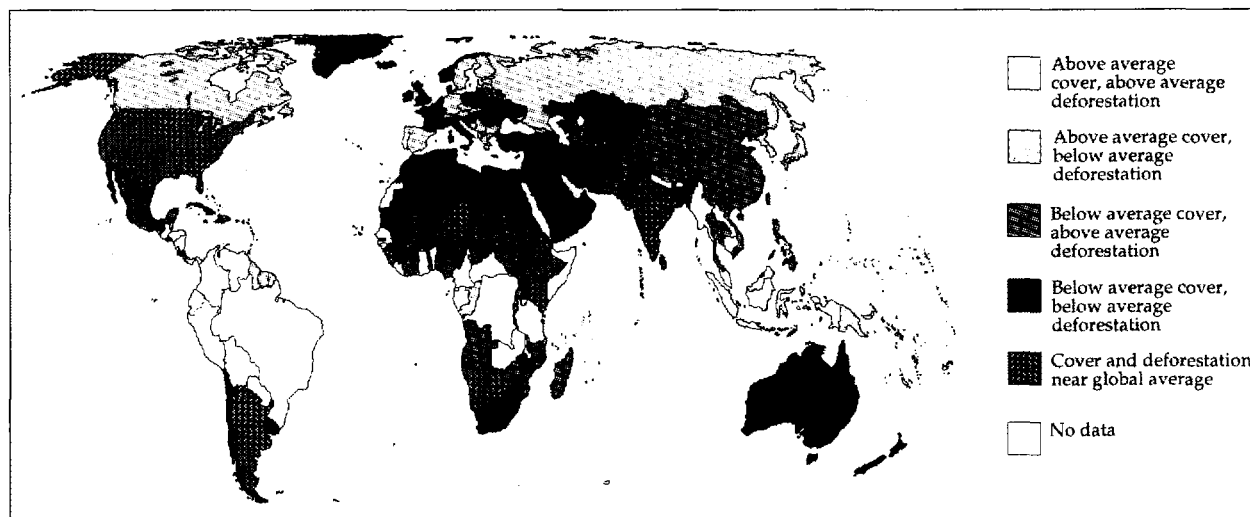 Above average
cover, above average
deforestation
Above average cover,
below average
deforestation
Below average cover,
above average
deforestation
Below average cover,
below average
deforestation
Cover and deforestation
near global average
No data